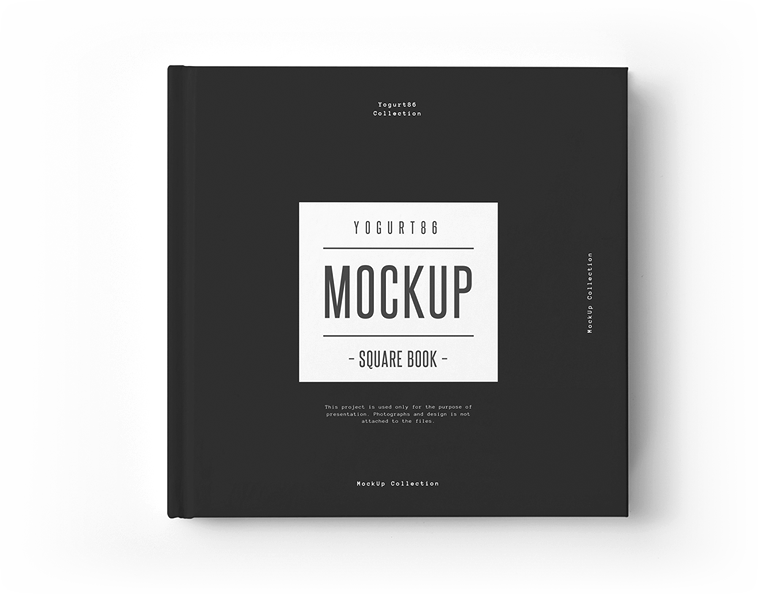 Yogurt86
Collection
YOGURT86
MOCKUP
- SQUARE BOOK -
MockUp Collection
This project is used only for the purpose of
presentation. Photographs and design is not
attached to the files.
MockUp Collection